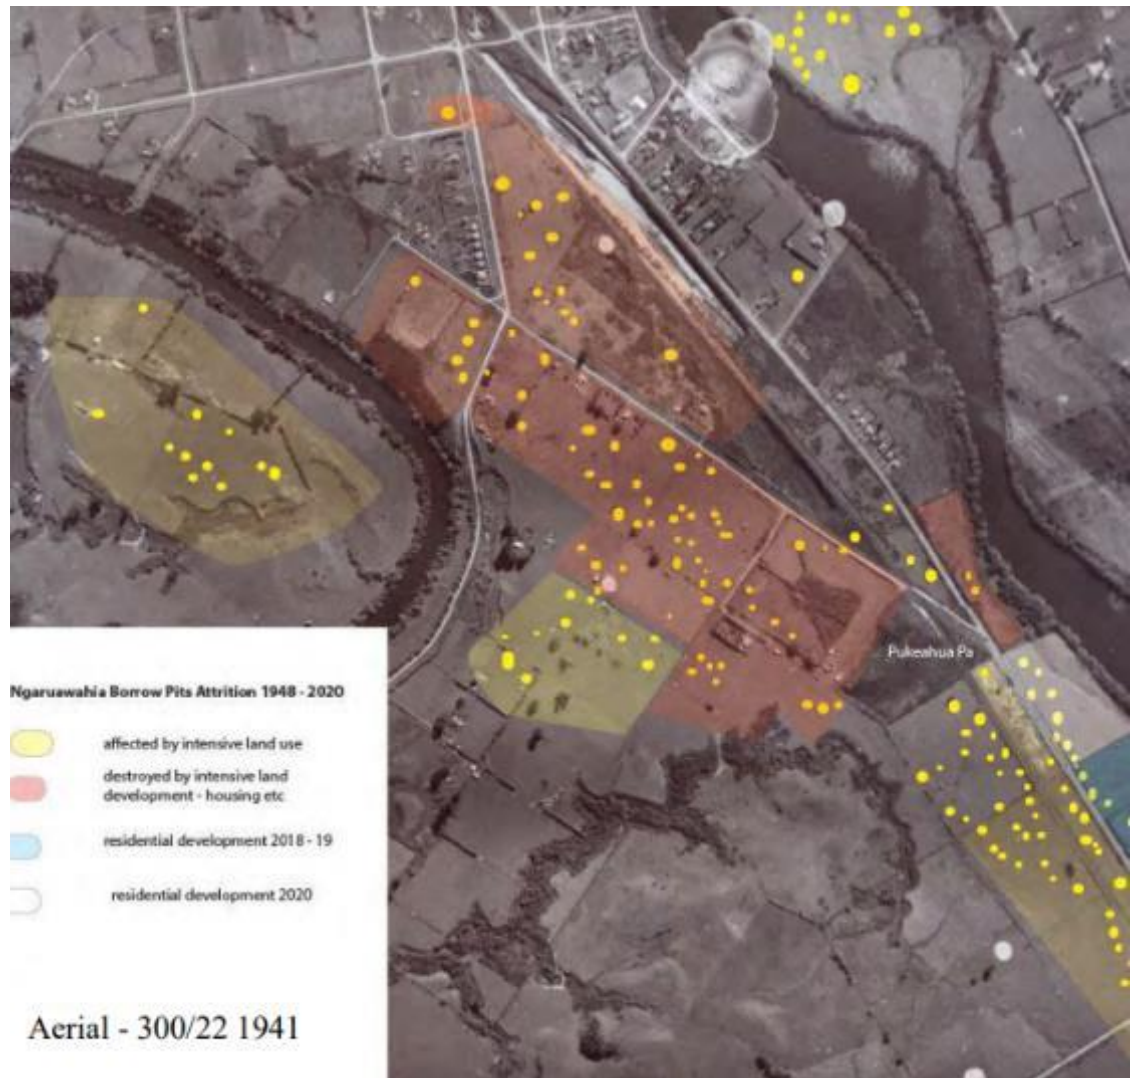 Pukeahua Pa
Ngaruawahia Borrow Pits Attrition 1948 - 2020
affected by intensive land use
destroyed by intensive land
development - housing etc
residential development 2018 - 19
residential development 2020
Aerial - 300/22 1941